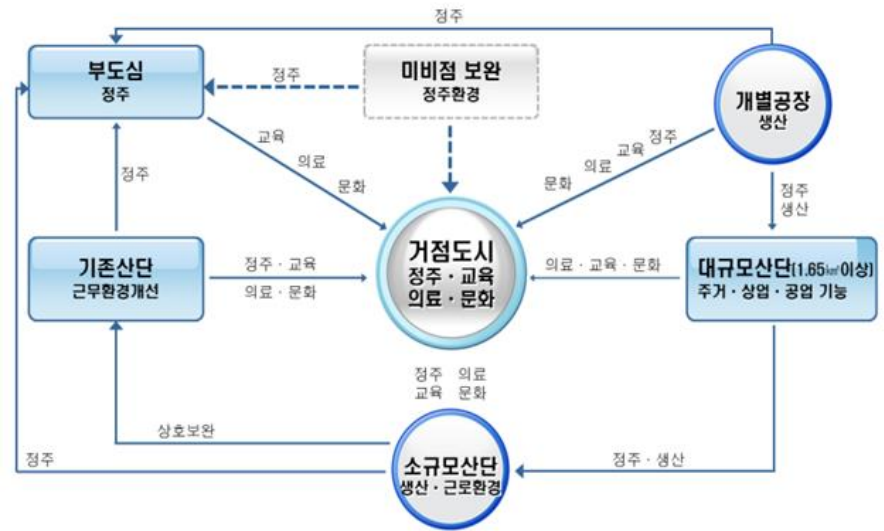 정주
부도심
정주
정주
미비점 보완
정주환경
개별공장
생산
교육
의료
문화
정주
교육
의료
문화
정주
정주
생산
기존산단
근무환경개선
정주 · 교육
의료 · 문화
거점도시
정주 · 교육
의료 · 문화
의료 · 교육 · 문화
대규모산단(1.65㎢이상)
주거 · 상업 · 공업 기능
정주 의료
교육 문화
상호보완
정주
소규모산단
생산 · 근로환경
정주 · 생산